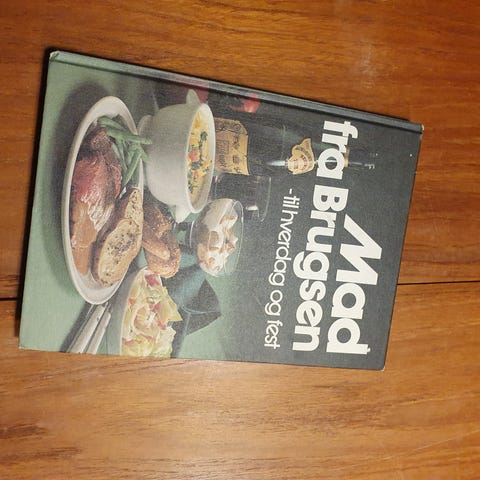 Mad
fra Brugsen
-til hverdag og fest